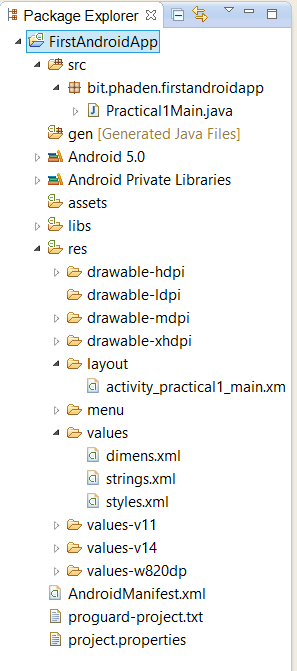 Package Explorer
FirstAndroidApp
src
bit.phaden.firstandroidapp
Practical1Main.java
gen [Generated Java Files]
Android 5.0
Android Private Libraries
assets
libs
res
drawable-hdpi
drawable-ldpi
drawable-mdpi
drawable-xhdpi
layout
activity_practical1_main.xm
menu
values
dimens.xml
strings.xml
styles.xml
values-v11
values-v14
values-w820dp
AndroidManifest.xml
proguard-project.txt
project.properties